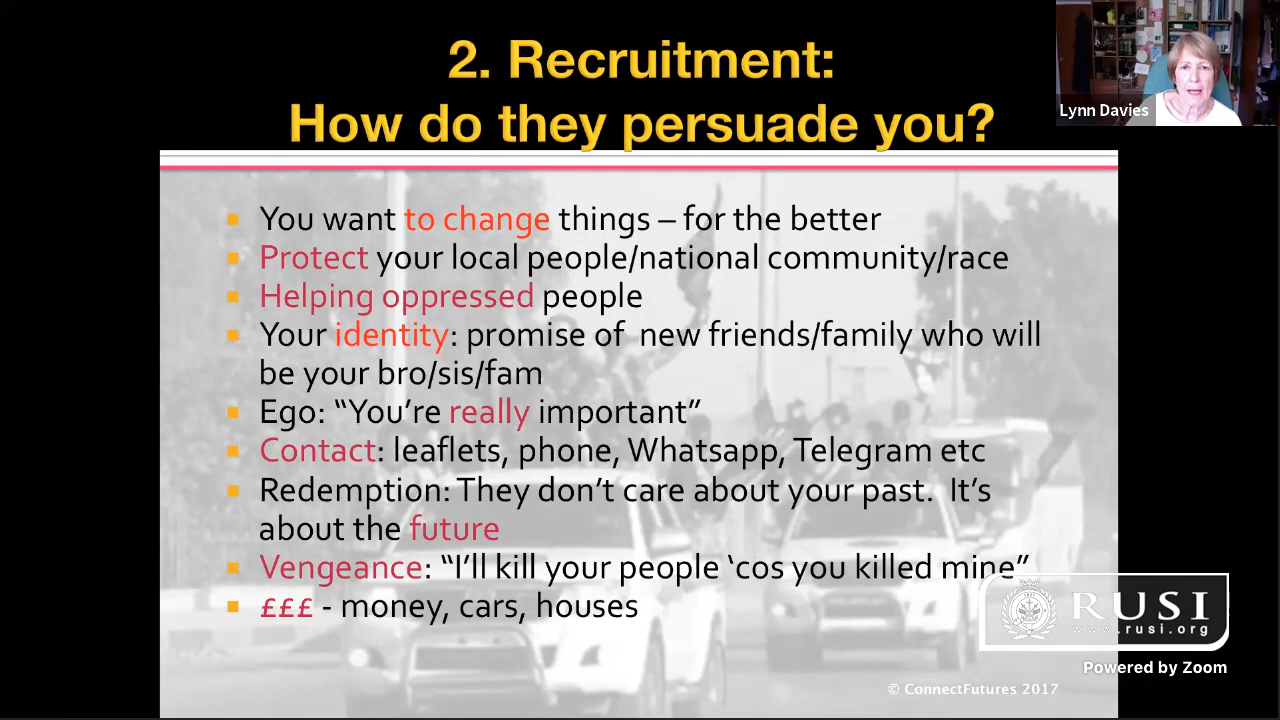 2. Recruitment:
How do they persuade you?
Lynn Davies
You want to change things – for the better
Protect your local people/national community/race
Helping oppressed people
Your identity: promise of  new friends/family who will
be your bro/sis/fam
Ego: “You’re really important”
Contact: leaflets, phone, Whatsapp, Telegram etc
Redemption: They don’t care about your past.  It’s
about the future
Vengeance: “I’ll kill your people ‘cos you killed mine”
£££ - money, cars, houses
RUSI
www.rusi.org
Powered by Zoom
© ConnectFutures 2017